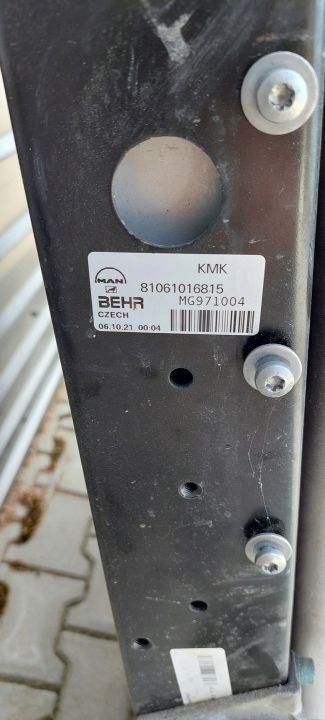 KMK
MAN
81061016815
BEHR MG971004
CZECH
06.10.21 00:04